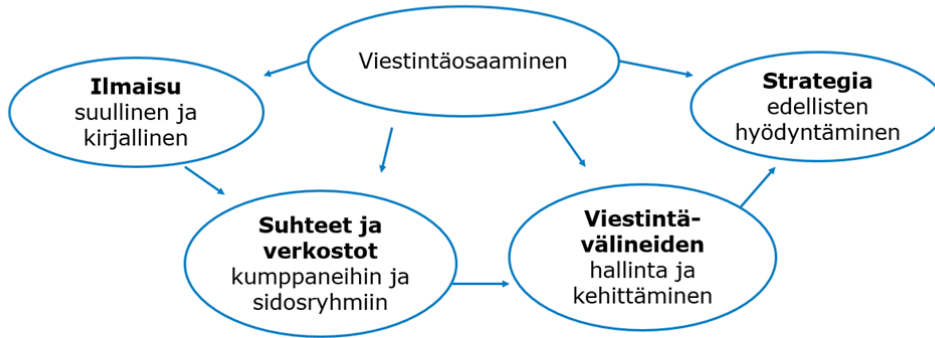 Viestintäosaaminen
Ilmaisu
suullinen ja
kirjallinen
Strategia
edellisten
hyödyntäminen
Suhteet ja
verkostot
kumppaneihin ja
sidosryhmiin
Viestintä-
välineiden
hallinta ja
kehittäminen